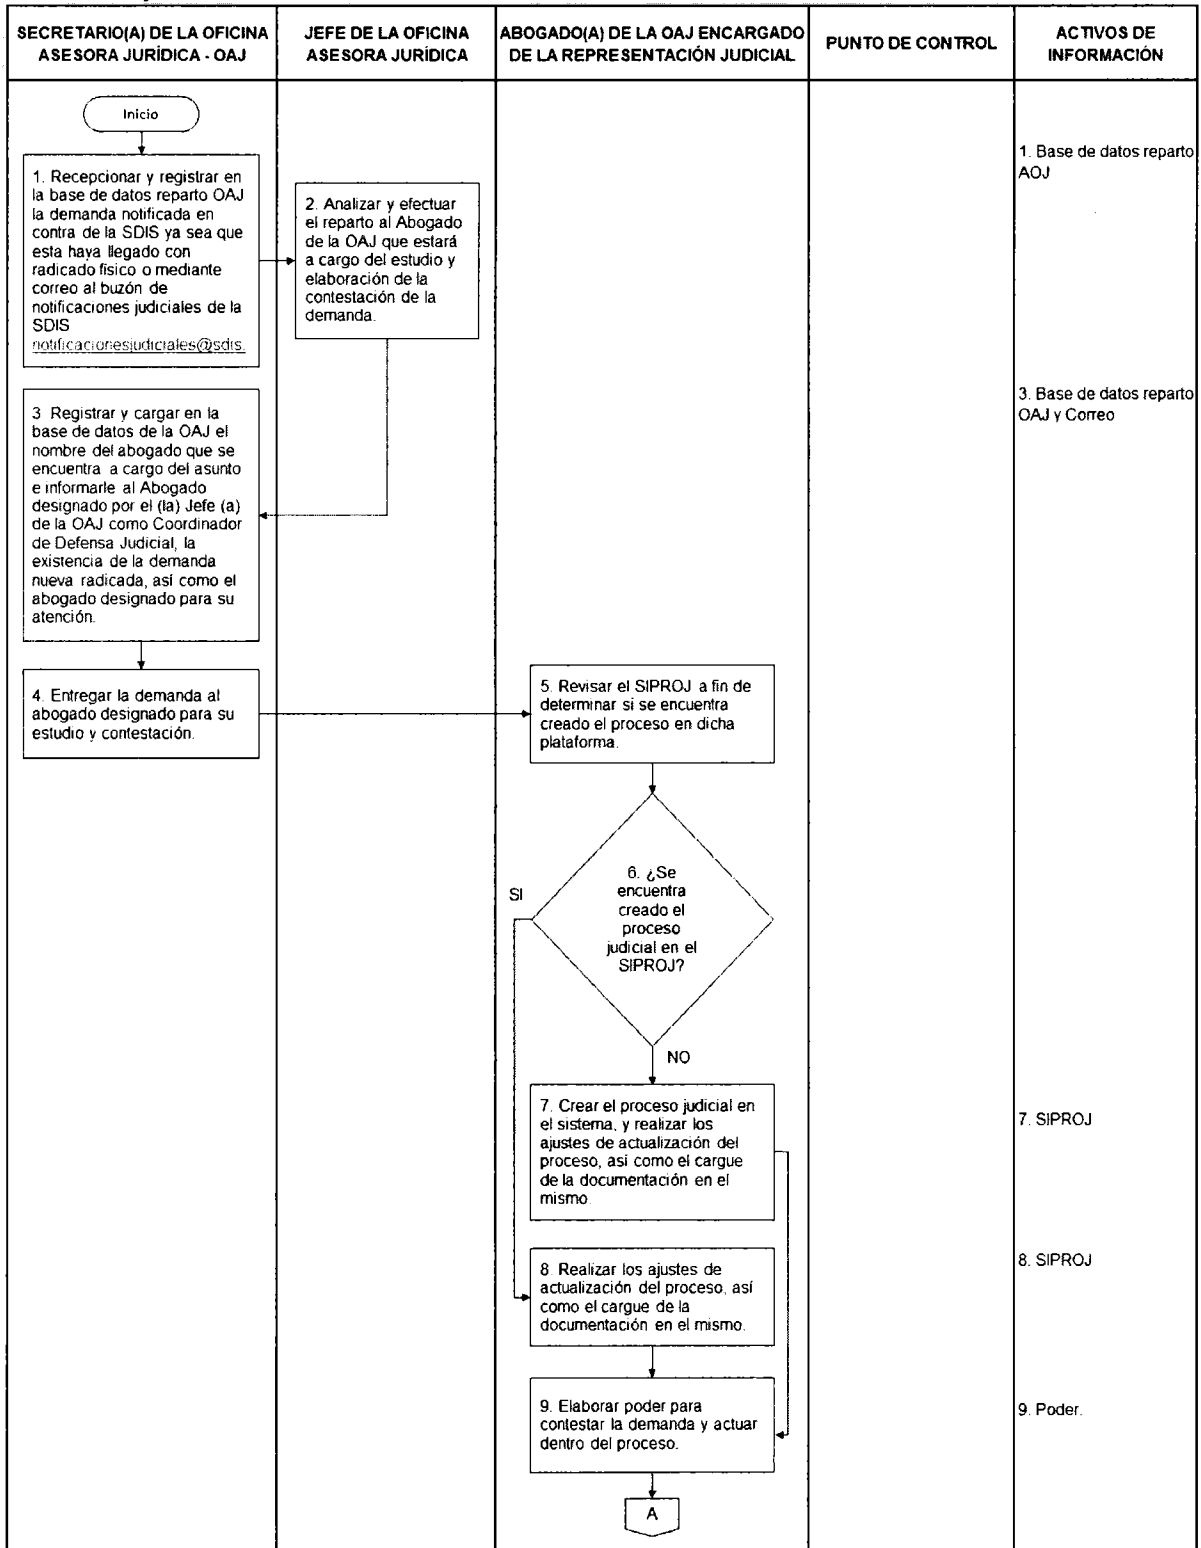 SECRETARIO(A) DE LA OFICINA
ASESORA JURÍDICA - OAJ
JEFE DE LA OFICINA
ASESORA JURÍDICA
ABOGADO(A) DE LA OAJ ENCARGADO
DE LA REPRESENTACIÓN JUDICIAL
PUNTO DE CONTROL
ACTIVOS DE
INFORMACIÓN
Inicio
1. Recepcionar y registrar en
la base de datos reparto OAJ
la demanda notificada en
contra de la SDIS ya sea que
esta haya llegado con
radicado físico o mediante
correo al buzón de
notificaciones judiciales de la
SDIS
notificacionesjudiciales@sdis.
2. Analizar y efectuar
el reparto al Abogado
de la OAJ que estará
a cargo del estudio y
elaboración de la
contestación de la
demanda.
1. Base de datos reparto
AOJ
3 Registrar y cargar en la
base de datos de la OAJ el
nombre del abogado que se
encuentra a cargo del asunto
e informarle al Abogado
designado por el (la) Jefe (a)
de la OAJ como Coordinador
de Defensa Judicial, la
existencia de la demanda
nueva radicada, así como el
abogado designado para su
atención.
3. Base de datos reparto
OAJ y Correo
4. Entregar la demanda al
abogado designado para su
estudio y contestación.
5. Revisar el SIPROJ a fin de
determinar si se encuentra
creado el proceso en dicha
plataforma.
6. ¿Se
encuentra
creado el
proceso
judicial en el
SIPROJ?
SI
NO
7. Crear el proceso judicial en
el sistema, y realizar los
ajustes de actualización del
proceso, así como el cargue
de la documentación en el
mismo.
7. SIPROJ
8. Realizar los ajustes de
actualización del proceso, así
como el cargue de la
documentación en el mismo.
8. SIPROJ
9. Elaborar poder para
contestar la demanda y actuar
dentro del proceso.
9. Poder.
A